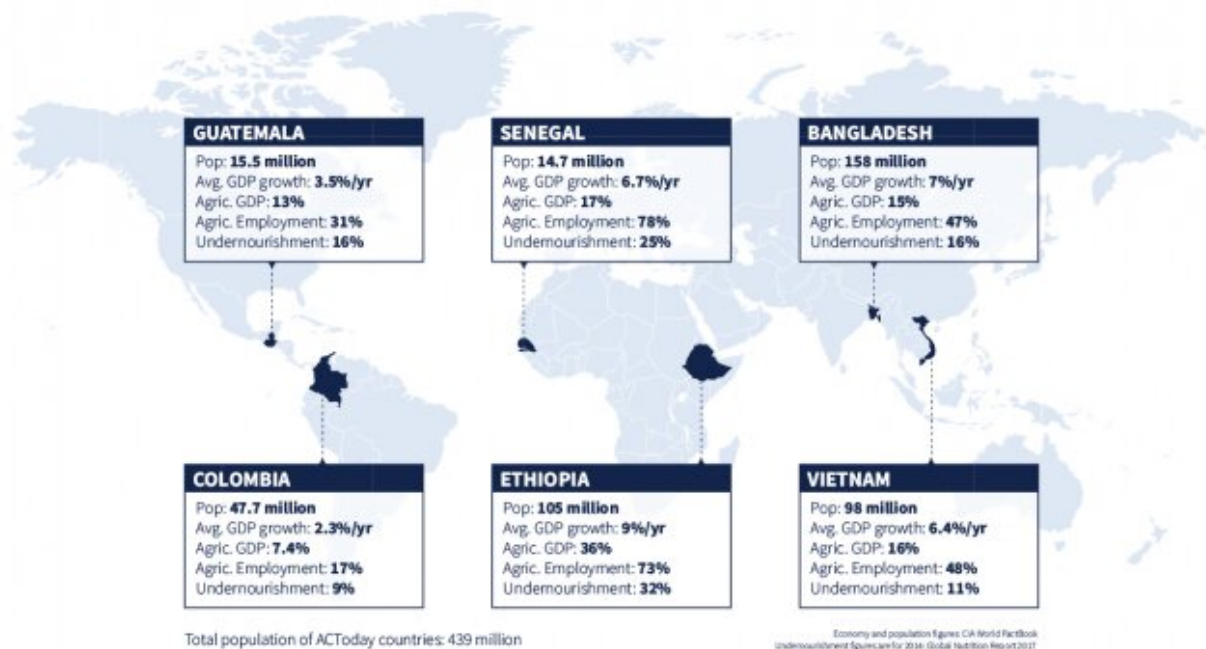 GUATEMALA
Pop: 15.5 million
Avg. GDP growth: 3.5%/yr
Agric. GDP: 13%
Agric. Employment: 31%
Undernourishment: 16%
SENEGAL
Pop: 14.7 million
Avg. GDP growth: 6.7%/yr
Agric. GDP: 17%
Agric. Employment: 78%
Undernourishment: 25%
BANGLADESH
Pop: 158 million
Avg. GDP growth: 7%/yr
Agric. GDP: 15%
Agric. Employment: 47%
Undernourishment: 16%
COLOMBIA
Pop: 47.7 million
Avg. GDP growth: 2.3%/yr
Agric. GDP: 7.4%
Agric. Employment: 17%
Undernourishment: 9%
ETHIOPIA
Pop: 105 million
Avg. GDP growth: 9%/yr
Agric. GDP: 36%
Agric. Employment: 73%
Undernourishment: 32%
VIETNAM
Pop: 98 million
Avg. GDP growth: 6.4%/yr
Agric. GDP: 16%
Agric. Employment: 48%
Undernourishment: 11%
Total population of ACToday countries: 439 million
Economy and population figures: CIA World FactBook
Undernourishment figures are for 2014: Global Nutrition Report 2017